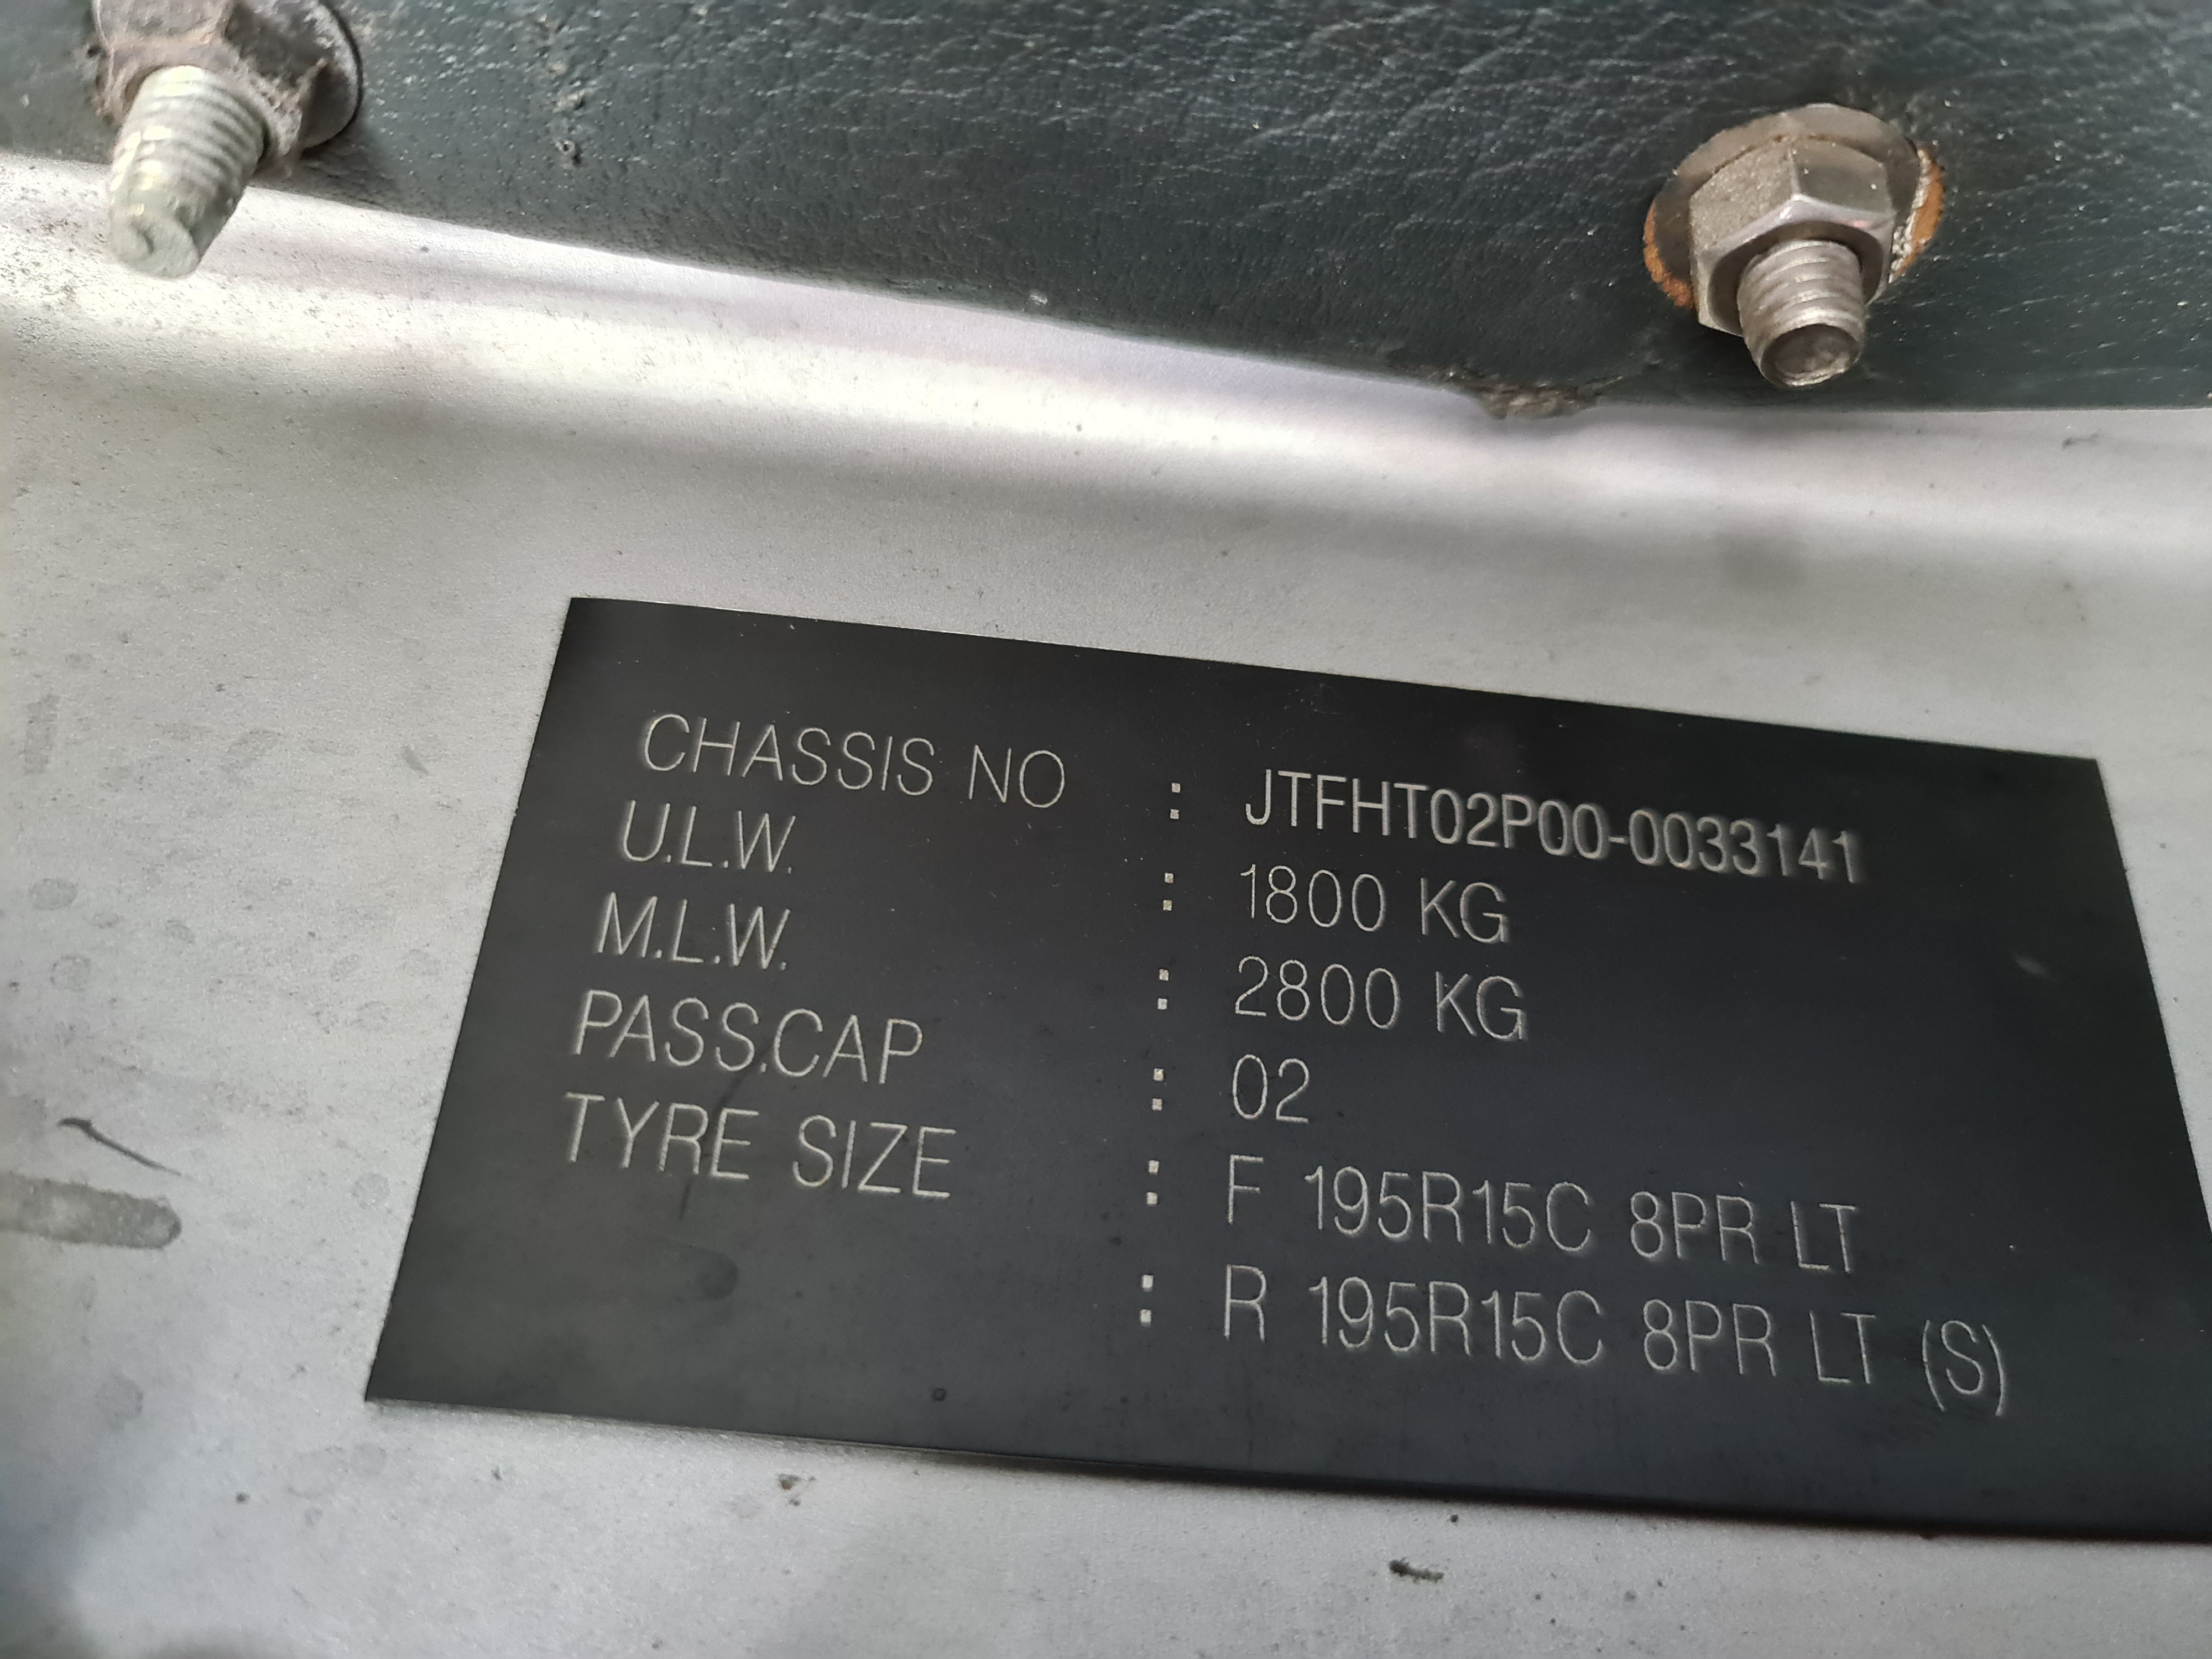 CHASSIS NO : JTFHT02P00-0033141
U.L.W. : 1800 KG
M.L.W. : 2800 KG
PASS.CAP : 02
TYRE SIZE : F 195R15C 8PR LT
: R 195R15C 8PR LT (S)